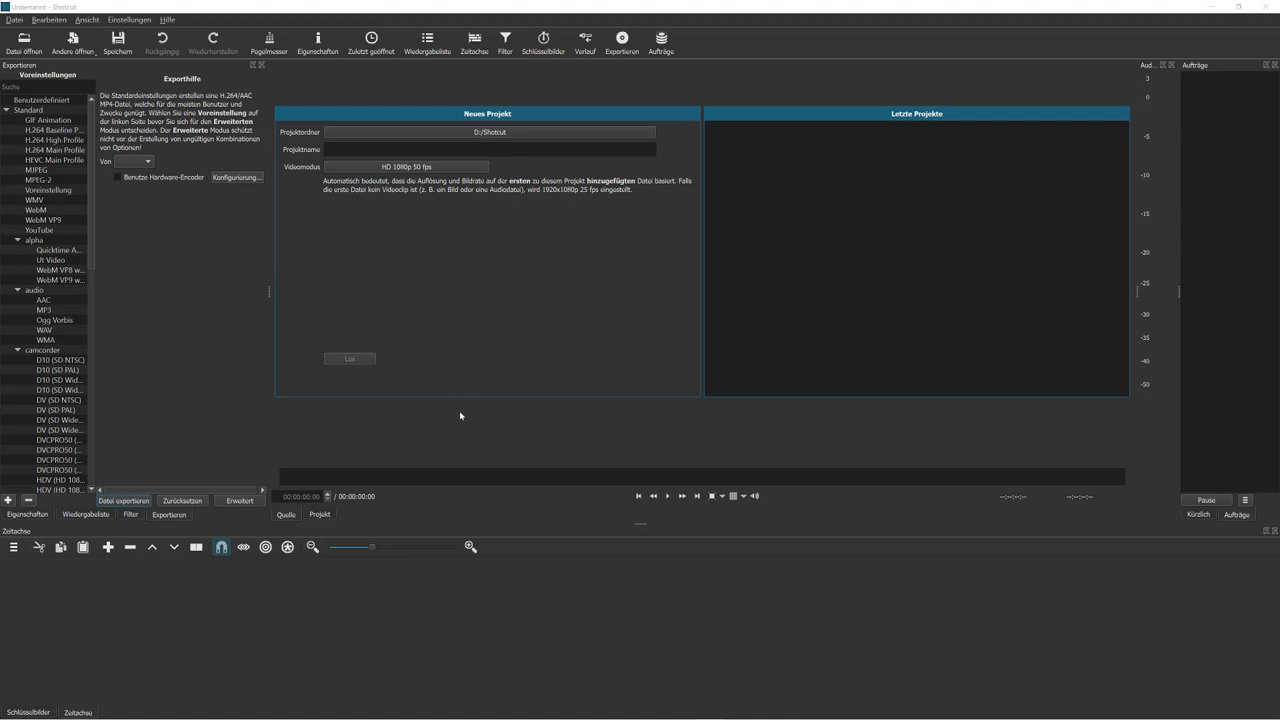 Unbenannt - Shotcut
Datei Bearbeiten Ansicht Einstellungen Hilfe
Datei öffnen Andere öffnen Speichern Rückgängig Wiederherstellen Pegelmesser Eigenschaften Zuletzt geöffnet Wiedergabeliste Zeitachse Filter Schlüsselbilder Verlauf Exportieren Aufträge
Exportieren
Voreinstellungen
Suche
Benutzerdefiniert
Standard
GIF Animation
H.264 Baseline P...
H.264 High Profile
H.264 Main Profile
HEVC Main Profile
MJPEG
MPEG-2
Voreinstellung
WMV
WebM
WebM VP9
YouTube
alpha
Quicktime A...
Ut Video
WebM VP8 w...
WebM VP9 w...
audio
AAC
MP3
Ogg Vorbis
WAV
WMA
camcorder
D10 (SD NTSC)
D10 (SD PAL)
D10 (SD Wid...
D10 (SD Wid...
DV (SD NTSC)
DV (SD PAL)
DV (SD Wide...
DV (SD Wide...
DVCPRO50 (...
DVCPRO50 (...
DVCPRO50 (...
DVCPRO50 (...
HDV (HD 108...
HDV (HD 108...
Exporthilfe
Die Standardeinstellungen erstellen eine H.264/AAC
MP4-Datei, welche für die meisten Benutzer und
Zwecke genügt. Wählen Sie eine Voreinstellung auf
der linken Seite bevor Sie sich für den Erweiterten
Modus entscheiden. Der Erweiterte Modus schützt
nicht vor der Erstellung von ungültigen Kombinationen
von Optionen!
Von
Benutze Hardware-Encoder Konfigurierung...
Datei exportieren Zurücksetzen Erweitert
Eigenschaften Wiedergabeliste Filter Exportieren
Neues Projekt
Projektordner D:/Shotcut
Projektname
Videomodus HD 1080p 50 fps
Automatisch bedeutet, dass die Auflösung und Bildrate auf der ersten zu diesem Projekt hinzugefügten Datei basiert. Falls
die erste Datei kein Videoclip ist (z. B. ein Bild oder eine Audiodatei), wird 1920x1080p 25 fps eingestellt.
Los
Letzte Projekte
00:00:00:00 / 00:00:00:00
--:--:--:-- --:--:--:--
Quelle Projekt
Aud...
3
0
-5
-10
-15
-20
-25
-30
-35
-40
-50
Aufträge
Pause
Kürzlich Aufträge
Zeitachse
Schlüsselbilder Zeitachse